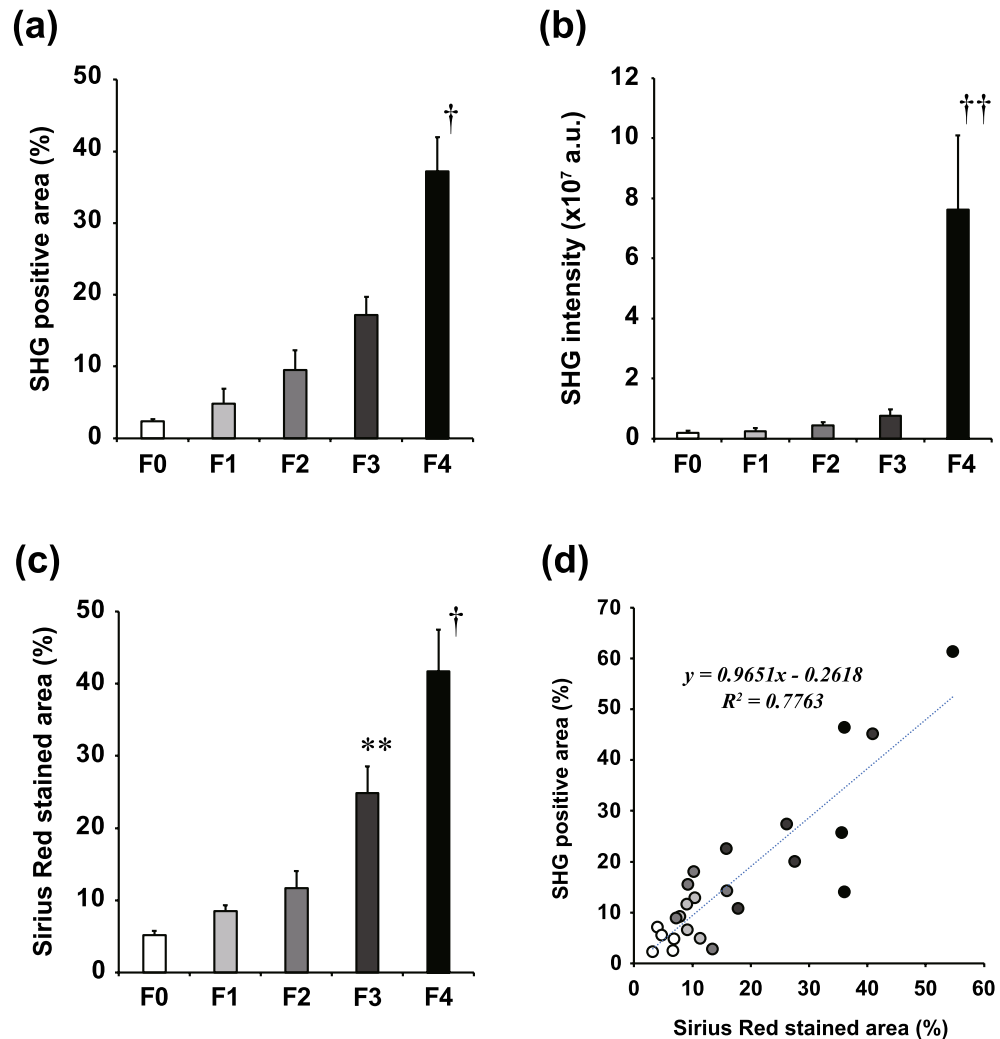 (a)
SHG positive area (%)
50
40
30
20
10
0
†
F0 F1 F2 F3 F4
(b)
SHG intensity (x10⁷ a.u.)
12
10
8
6
4
2
0
††
F0 F1 F2 F3 F4
(c)
Sirius Red stained area (%)
50
40
30
20
10
0
**
†
F0 F1 F2 F3 F4
(d)
SHG positive area (%)
70
60
50
40
30
20
10
0
y = 0.9651x - 0.2618
R² = 0.7763
0 10 20 30 40 50 60
Sirius Red stained area (%)